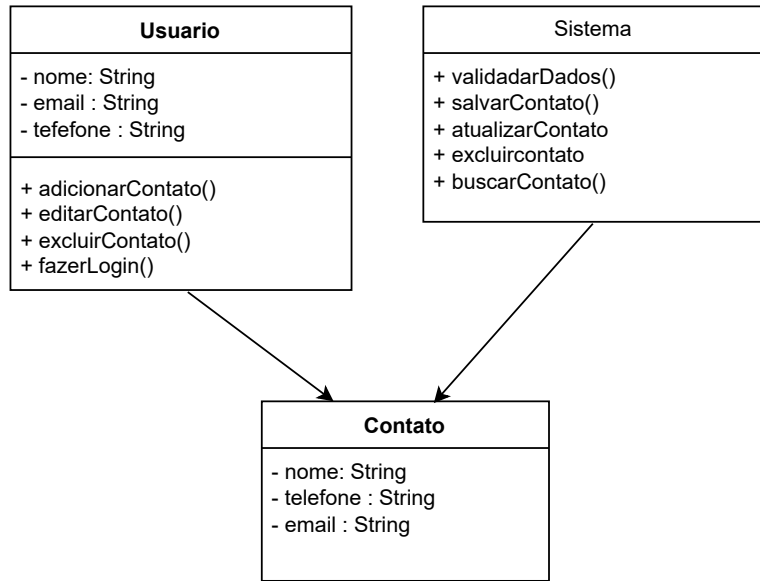 Usuario
- nome: String
- email : String
- tefefone : String
+ adicionarContato()
+ editarContato()
+ excluirContato()
+ fazerLogin()
Sistema
+ validadarDados()
+ salvarContato()
+ atualizarContato
+ excluircontato
+ buscarContato()
Contato
- nome: String
- telefone : String
- email : String